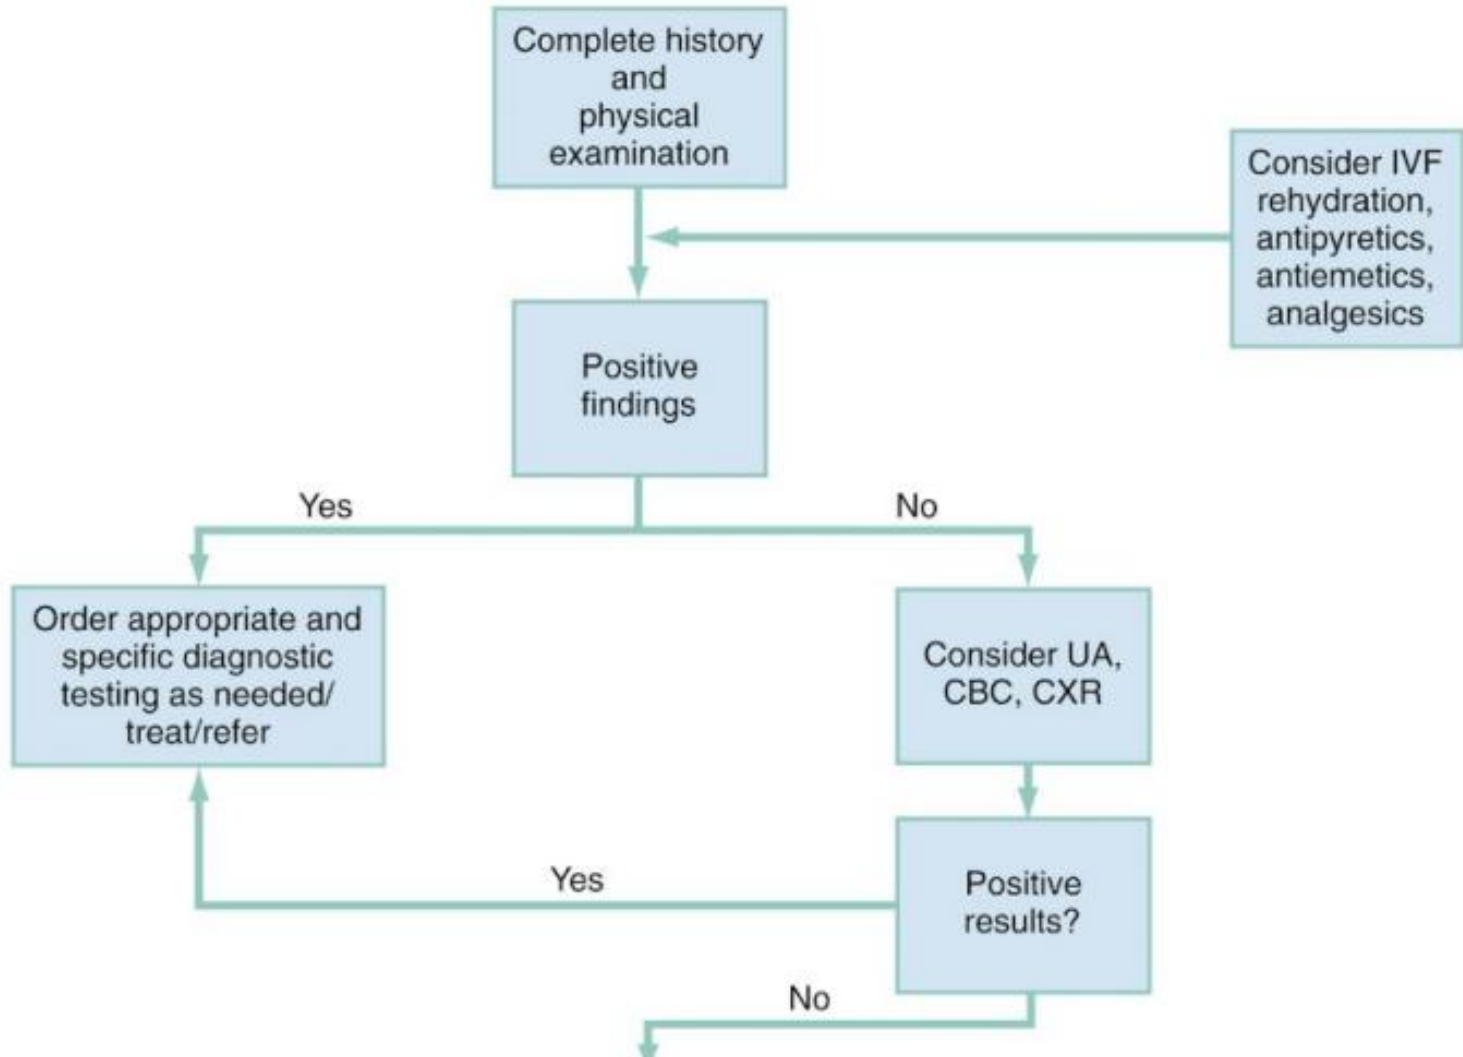 Complete history
and
physical
examination
Consider IVF
rehydration,
antipyretics,
antiemetics,
analgesics
Positive
findings
Yes
No
Order appropriate and
specific diagnostic
testing as needed/
treat/refer
Consider UA,
CBC, CXR
Yes
Positive
results?
No